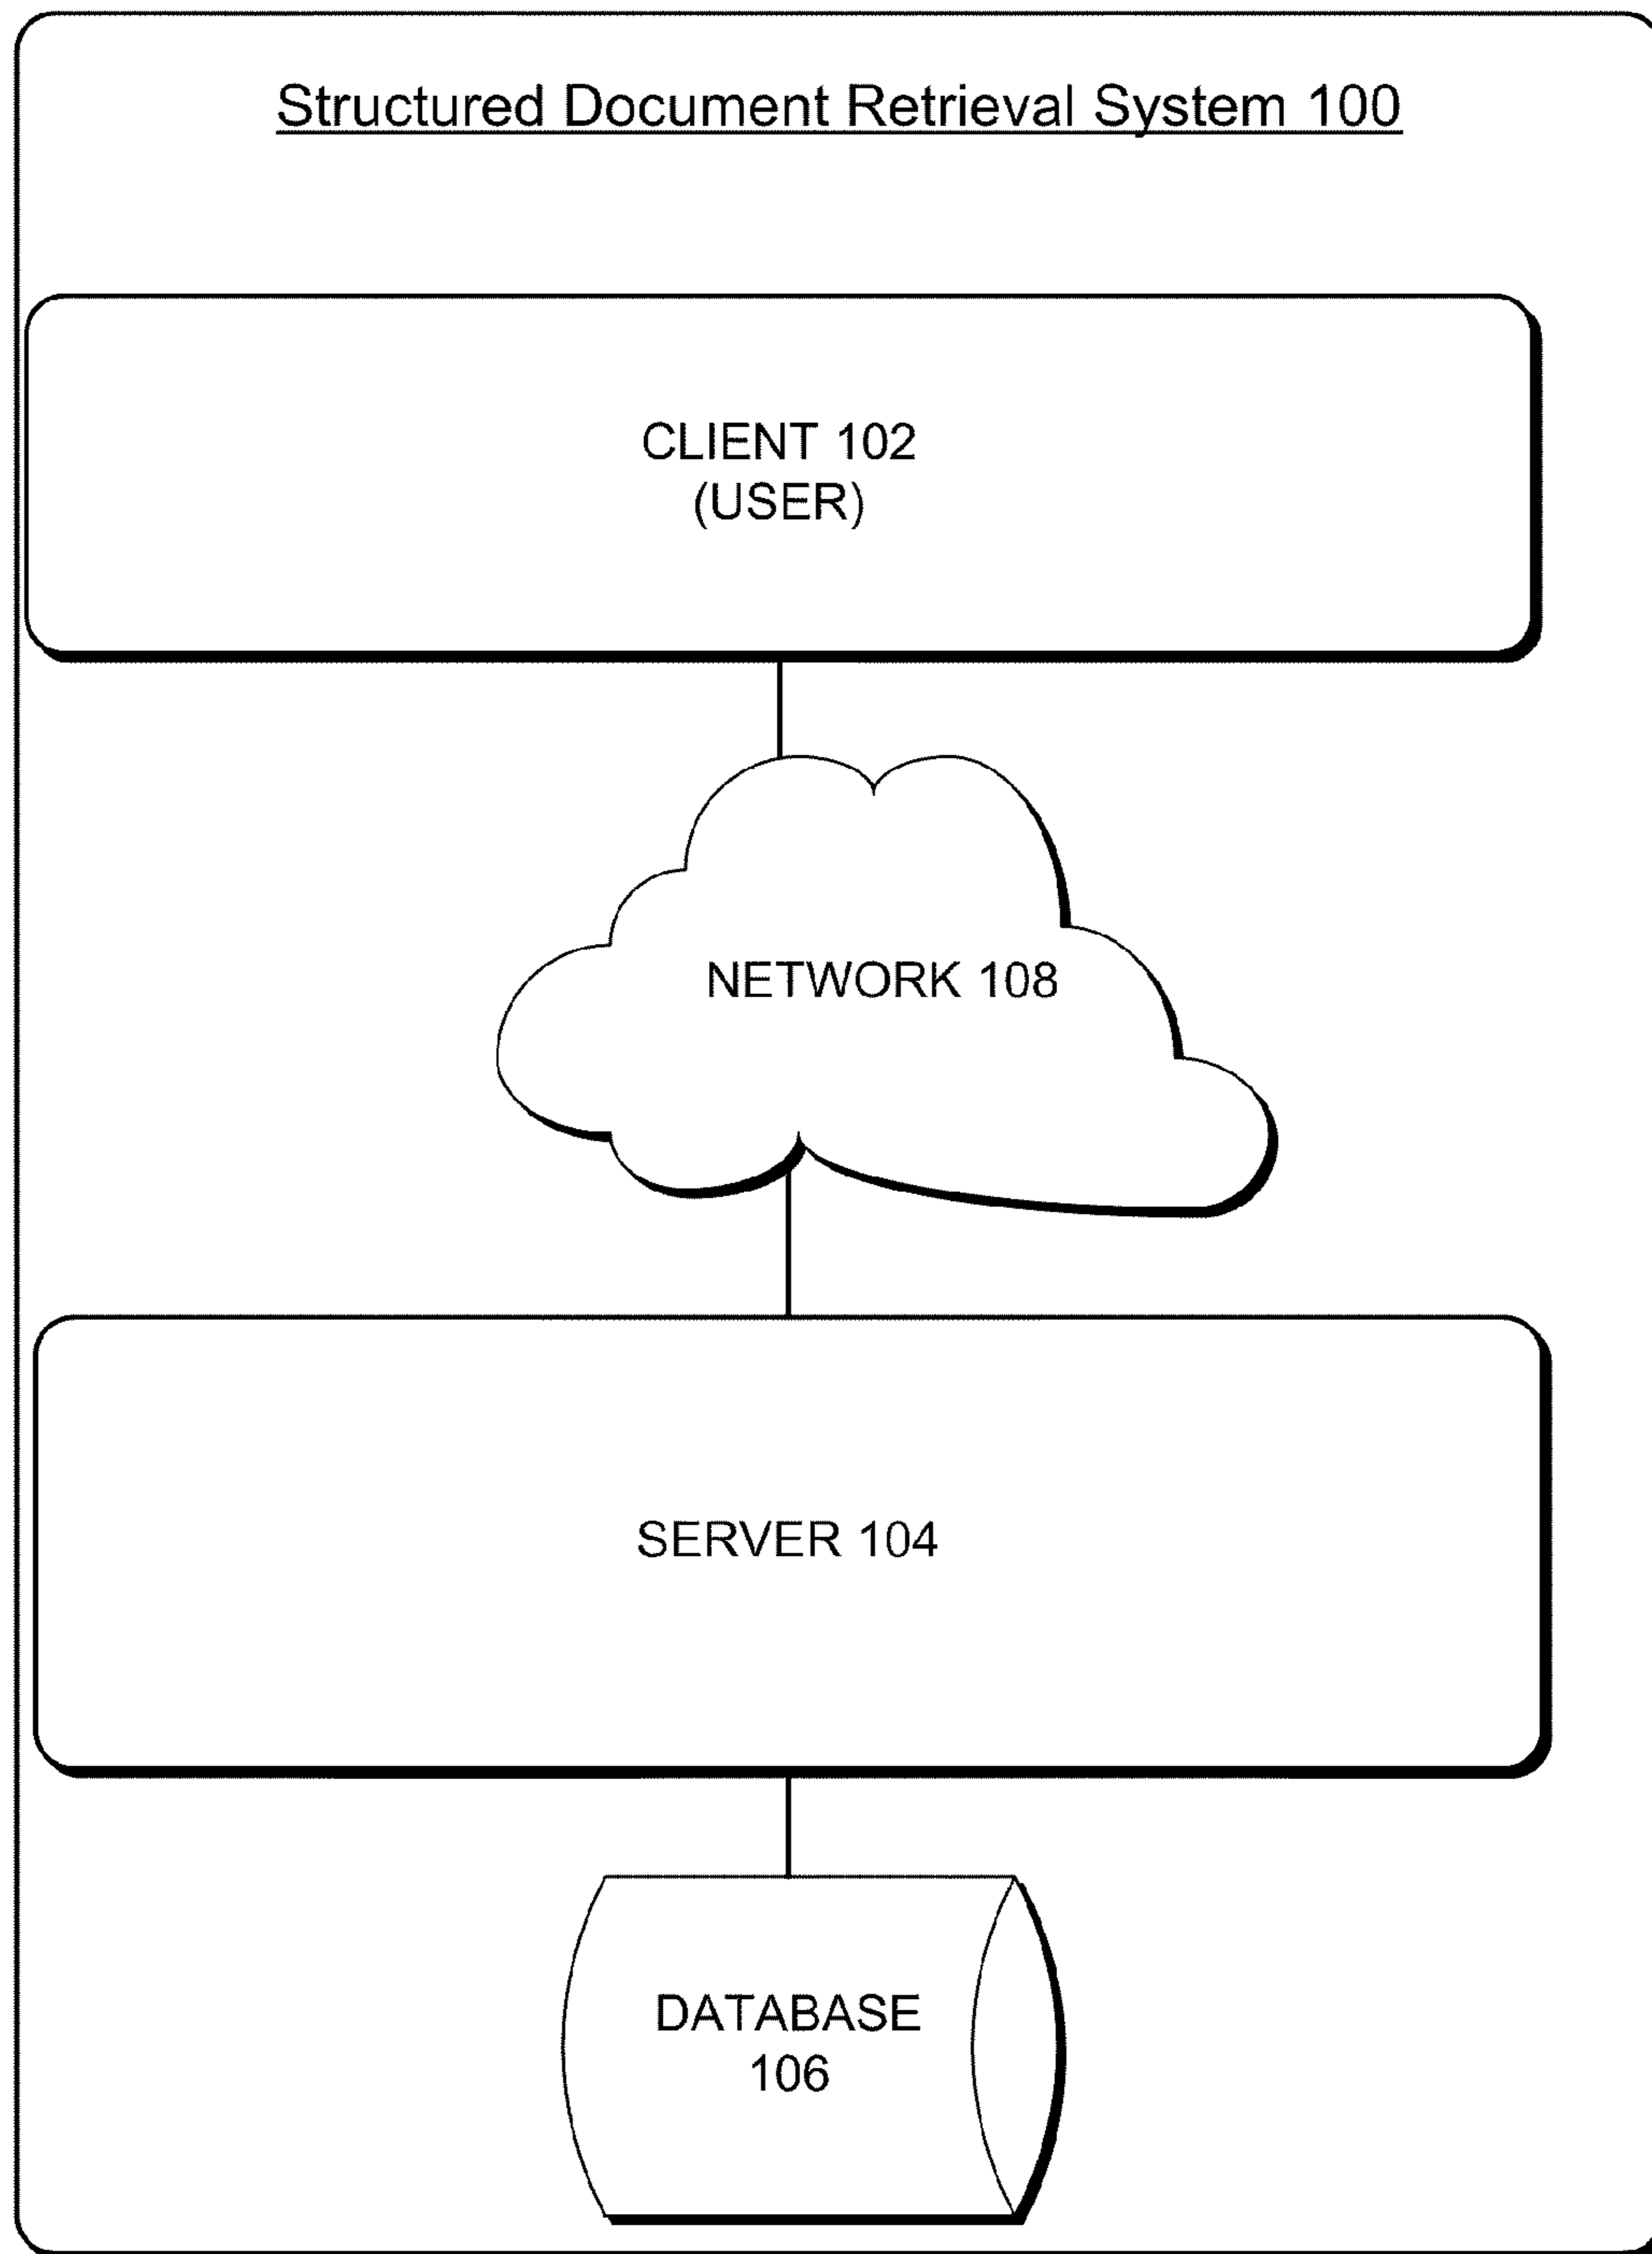 Structured Document Retrieval System 100
CLIENT 102
(USER)
NETWORK 108
SERVER 104
DATABASE
106